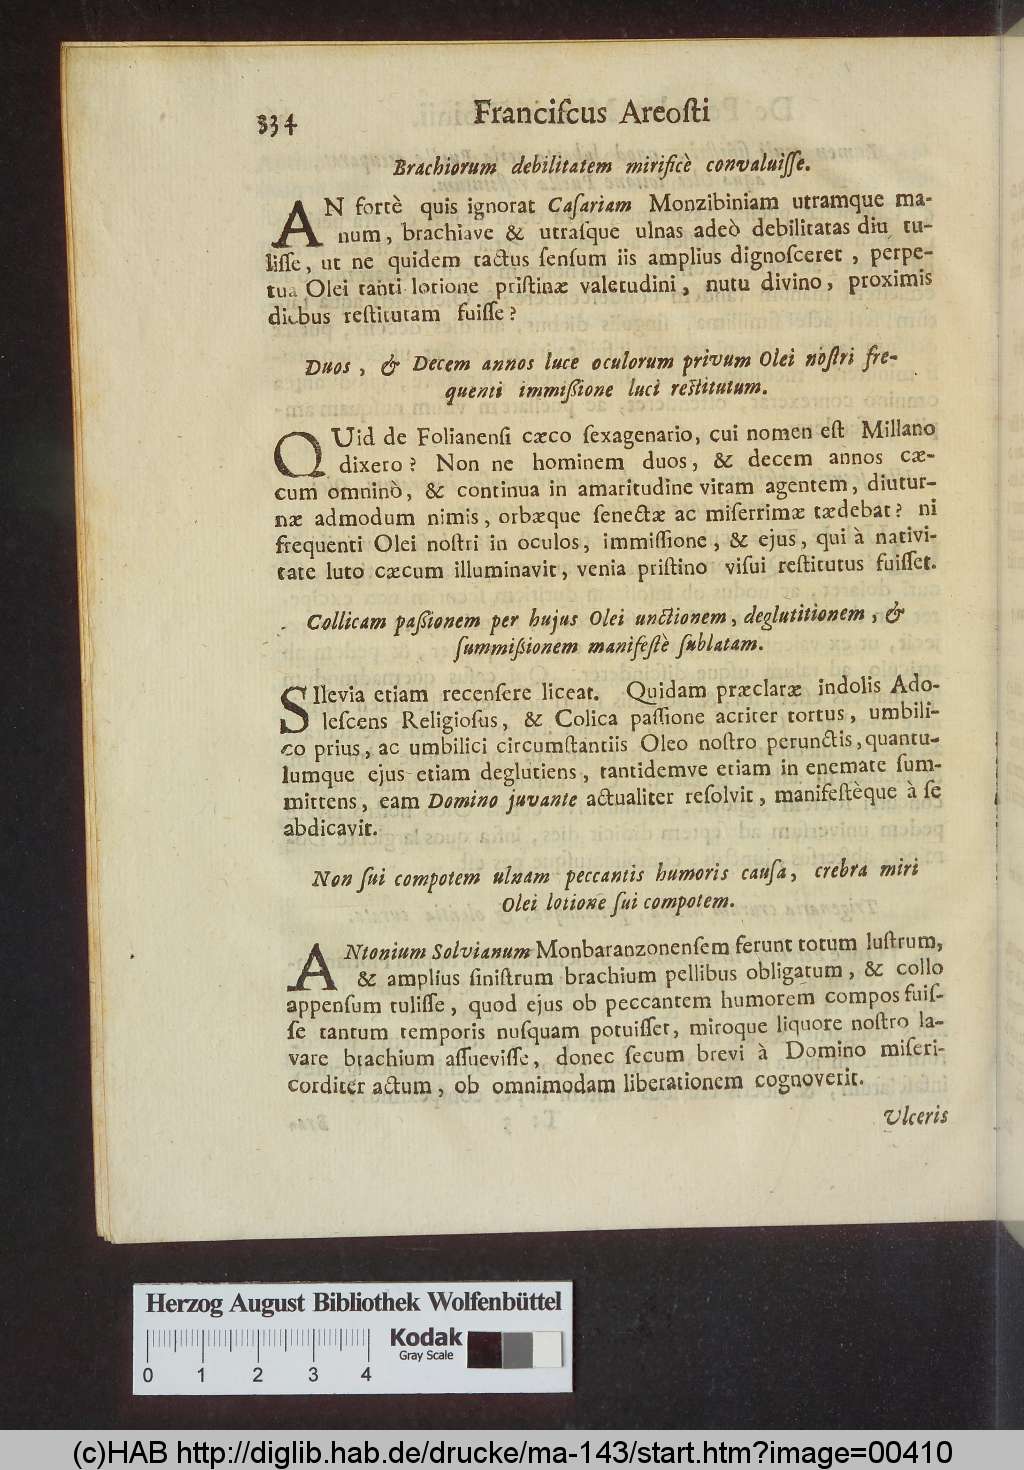 334
Franciſcus Areoſti
Brachiorum debilitatem mirificè convaluiſſe.
AN fortè quis ignorat Caſariam Monzibiniam utramque ma-
num, brachiave & utraſque ulnas adeò debilitatas diu tu-
liſſe, ut ne quidem tactus ſenſum iis amplius dignoſceret, perpe-
tua Olei tanti lotione priſtinæ valetudini, nutu divino, proximis
diebus reſtitutam fuiſſe?
Duos, & Decem annos luce oculorum privum Olei noſtri fre-
quenti immißione luci reſtitutum.
QUid de Folianenſi cæco ſexagenario, cui nomen eſt Millano
dixero? Non ne hominem duos, & decem annos cæ-
cum omninò, & continua in amaritudine vitam agentem, diutur-
næ admodum nimis, orbæque ſenectæ ac miſerrimæ tædebat? ni
frequenti Olei noſtri in oculos, immiſſione, & ejus, qui à nativi-
tate luto cæcum illuminavit, venia priſtino viſui reſtitutus fuiſſet.
Collicam paßionem per hujus Olei unctionem, deglutitionem, &
ſummißionem manifeſtè ſublatam.
SIlevia etiam recenſere liceat. Quidam præclaræ indolis Ado-
leſcens Religioſus, & Colica paſſione acriter tortus, umbili-
co prius, ac umbilici circumſtantiis Oleo noſtro perunctis, quantu-
lumque ejus etiam deglutiens, tantidemve etiam in enemate ſum-
mittens, eam Domino juvante actualiter reſolvit, manifeſtèque à ſe
abdicavit.
Non ſui compotem ulnam peccantis humoris cauſa, crebra miri
Olei lotione ſui compotem.
ANtonium Solvianum Monbaranzonenſem ferunt totum luſtrum,
& amplius ſiniſtrum brachium pellibus obligatum, & collo
appenſum tuliſſe, quod ejus ob peccantem humorem compos fuiſ-
ſe tantum temporis nuſquam potuiſſet, miroque liquore noſtro la-
vare brachium aſſueviſſe, donec ſecum brevi à Domino miſeri-
corditer actum, ob omnimodam liberationem cognoverit.
Ulceris
Herzog August Bibliothek Wolfenbüttel
Kodak
Gray Scale
0 1 2 3 4
(c)HAB http://diglib.hab.de/drucke/ma-143/start.htm?image=00410